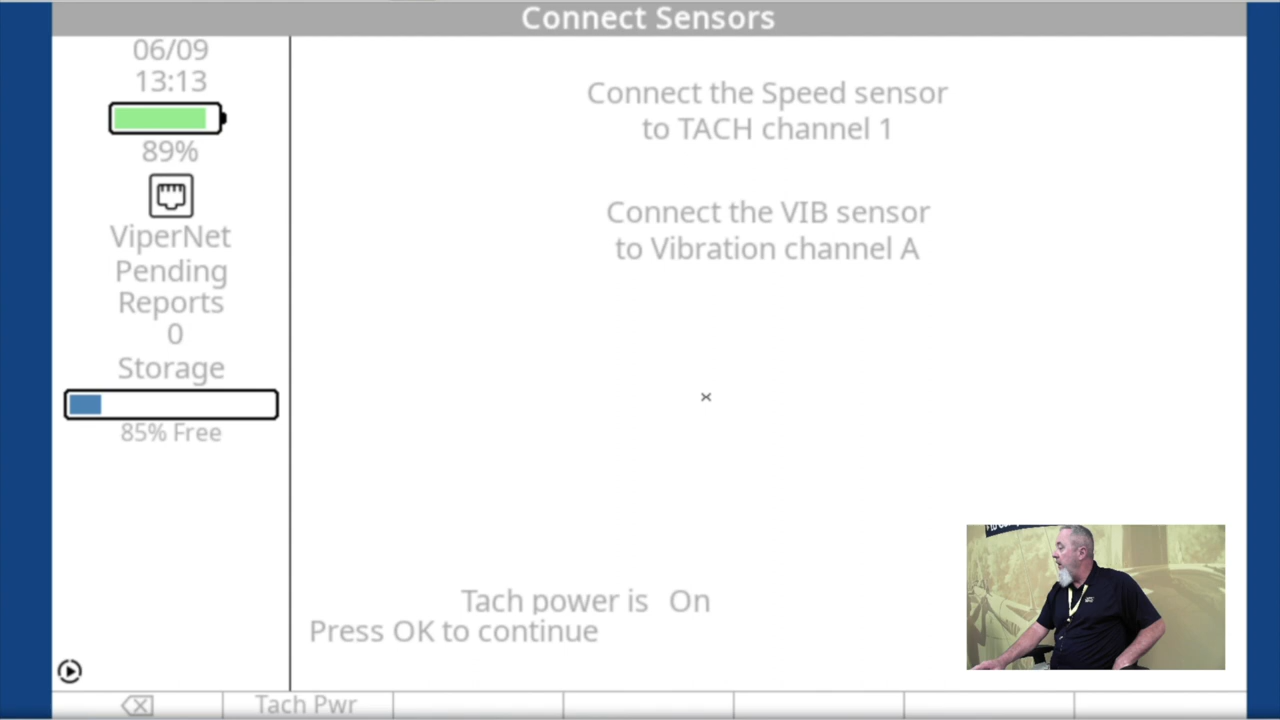 Connect Sensors
06/09
13:13
89%
ViperNet
Pending
Reports
0
Storage
85% Free
Connect the Speed sensor
to TACH channel 1
Connect the VIB sensor
to Vibration channel A
Tach power is On
Press OK to continue
Tach Pwr